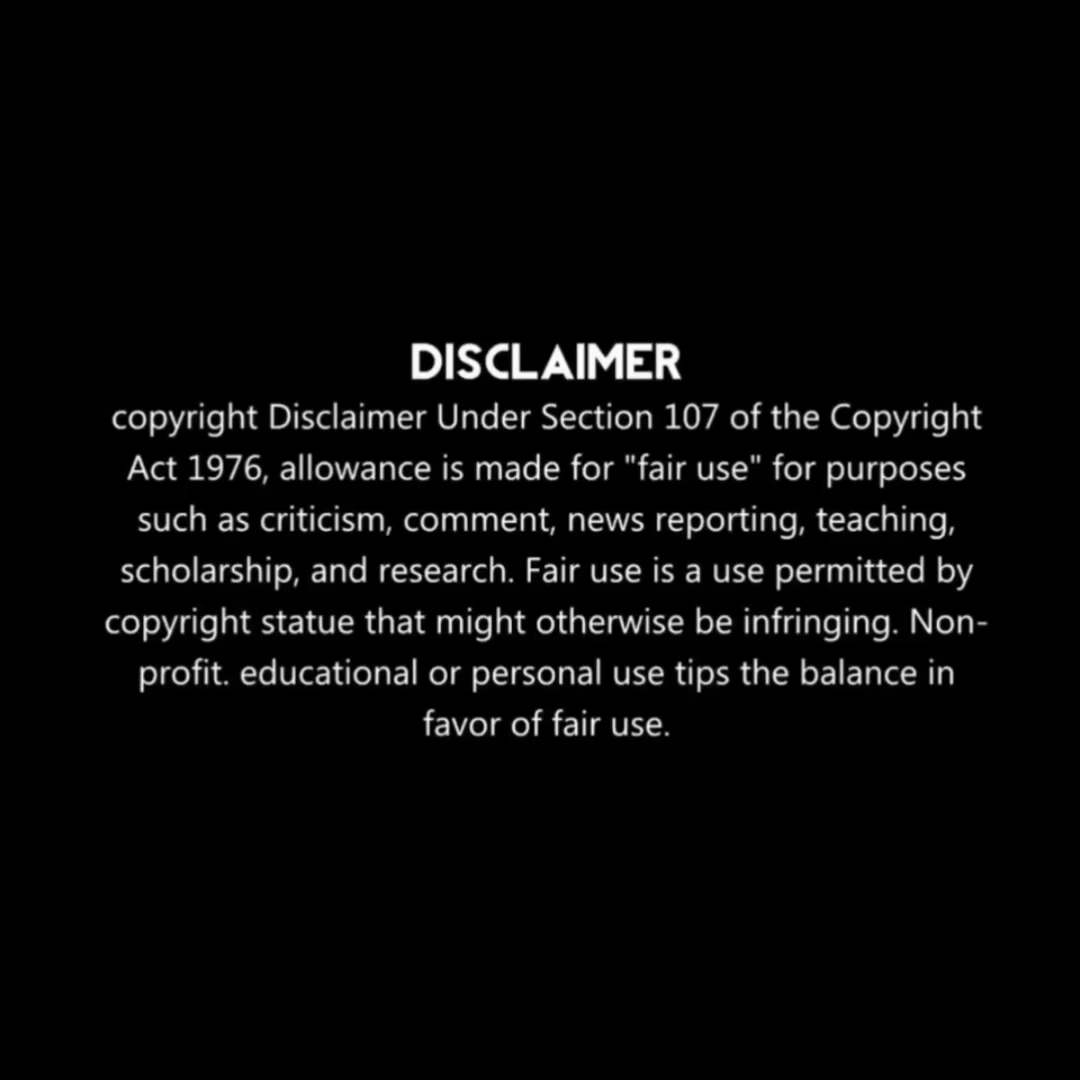 DISCLAIMER
copyright Disclaimer Under Section 107 of the Copyright
Act 1976, allowance is made for "fair use" for purposes
such as criticism, comment, news reporting, teaching,
scholarship, and research. Fair use is a use permitted by
copyright statue that might otherwise be infringing. Non-
profit. educational or personal use tips the balance in
favor of fair use.